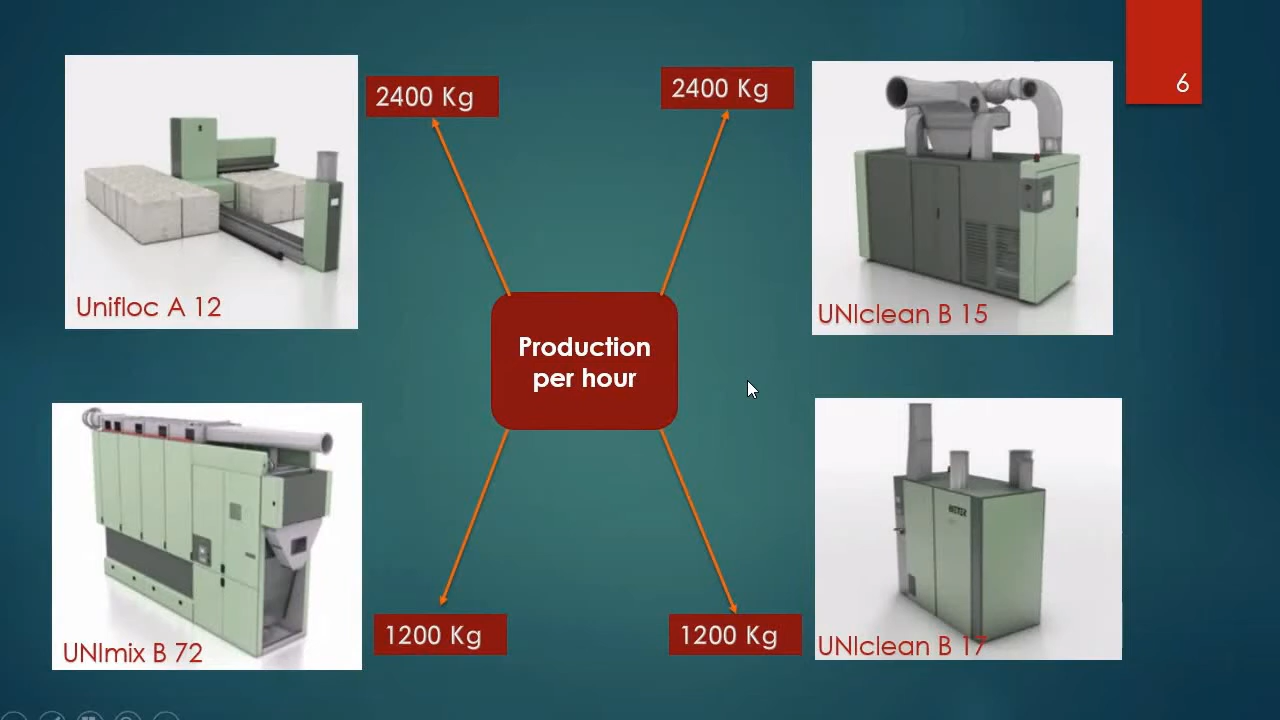 6
2400 Kg
2400 Kg
Unifloc A 12
UNIclean B 15
Production
per hour
1200 Kg
1200 Kg
UNImix B 72
UNIclean B 17